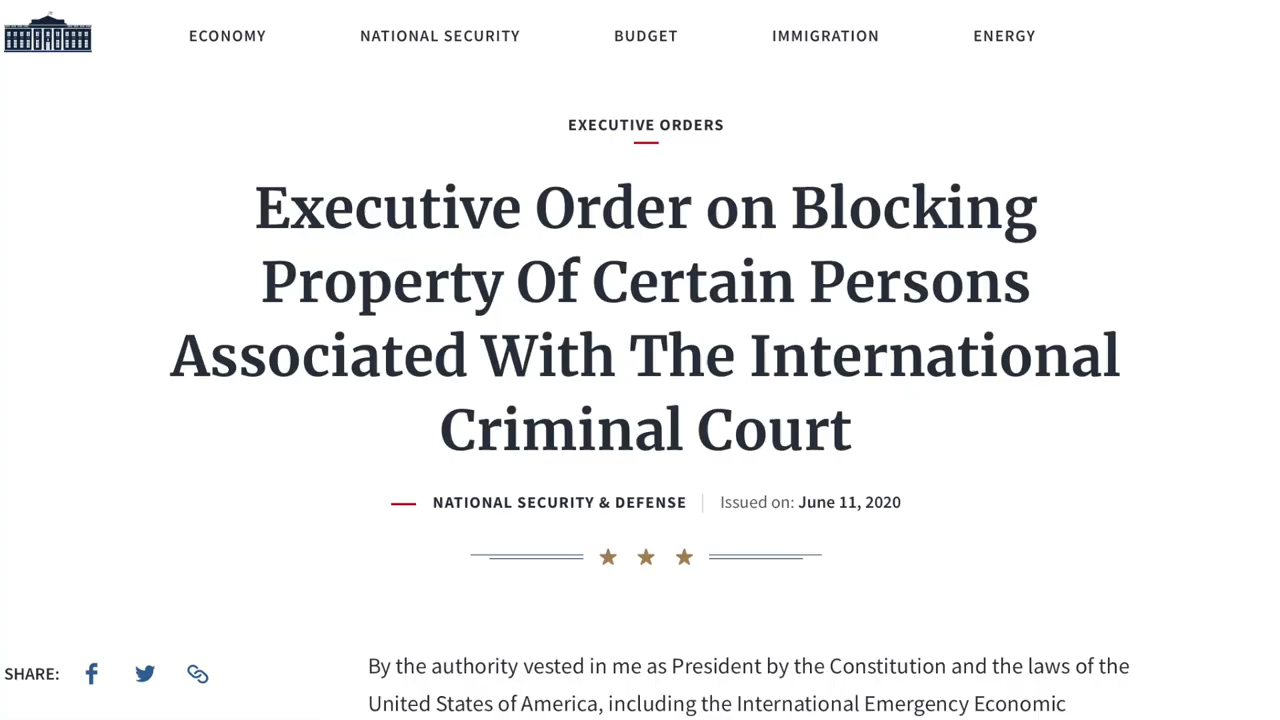 ECONOMY NATIONAL SECURITY BUDGET IMMIGRATION ENERGY
EXECUTIVE ORDERS
Executive Order on Blocking
Property Of Certain Persons
Associated With The International
Criminal Court
NATIONAL SECURITY & DEFENSE Issued on: June 11, 2020
SHARE:
By the authority vested in me as President by the Constitution and the laws of the
United States of America, including the International Emergency Economic